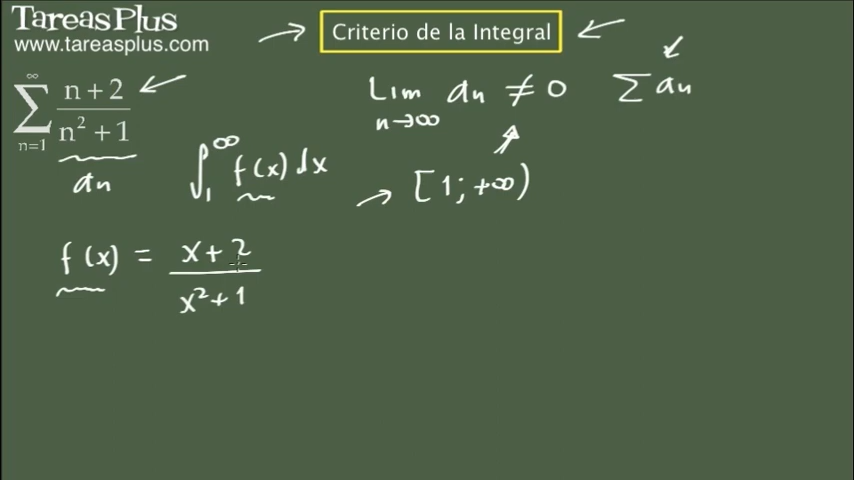 TareasPlus
www.tareasplus.com
Criterio de la Integral
∞
∑ n + 2 / n² + 1
n=1
an
Lim an ≠ 0
n→∞
∑ an
∫₁^∞ f(x) dx
[1; +∞)
f(x) = x + 2 / x² + 1